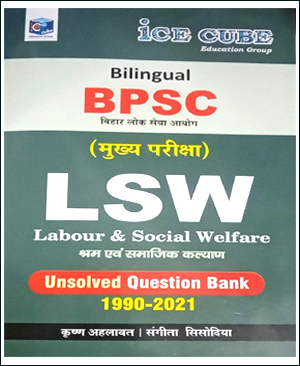 iCE CUBE
Education Group
Bilingual
BPSC
बिहार लोक सेवा आयोग
(मुख्य परीक्षा)
LSW
Labour & Social Welfare
श्रम एवं समाजिक कल्याण
Unsolved Question Bank
1990-2021
कृष्ण अहलावत | संगीता सिसोदिया